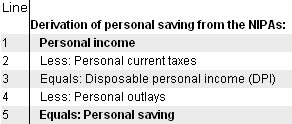 Line
Derivation of personal saving from the NIPAs:
1 Personal income
2 Less: Personal current taxes
3 Equals: Disposable personal income (DPI)
4 Less: Personal outlays
5 Equals: Personal saving